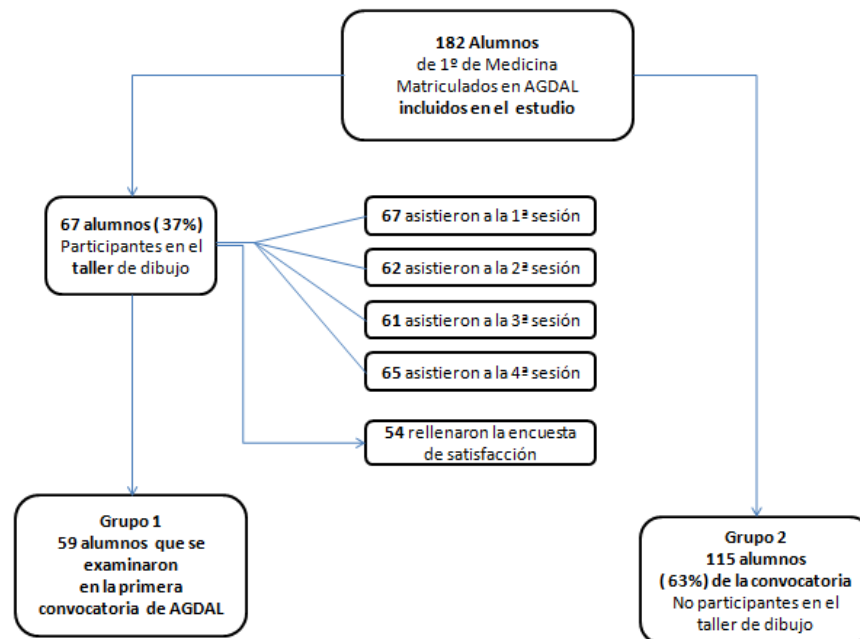 182 Alumnos
de 1º de Medicina
Matriculados en AGDAL
incluidos en el estudio
67 alumnos ( 37%)
Participantes en el
taller de dibujo
67 asistieron a la 1ª sesión
62 asistieron a la 2ª sesión
61 asistieron a la 3ª sesión
65 asistieron a la 4ª sesión
54 rellenaron la encuesta
de satisfacción
Grupo 1
59 alumnos que se
examinaron
en la primera
convocatoria de AGDAL
Grupo 2
115 alumnos
( 63%) de la convocatoria
No participantes en el
taller de dibujo